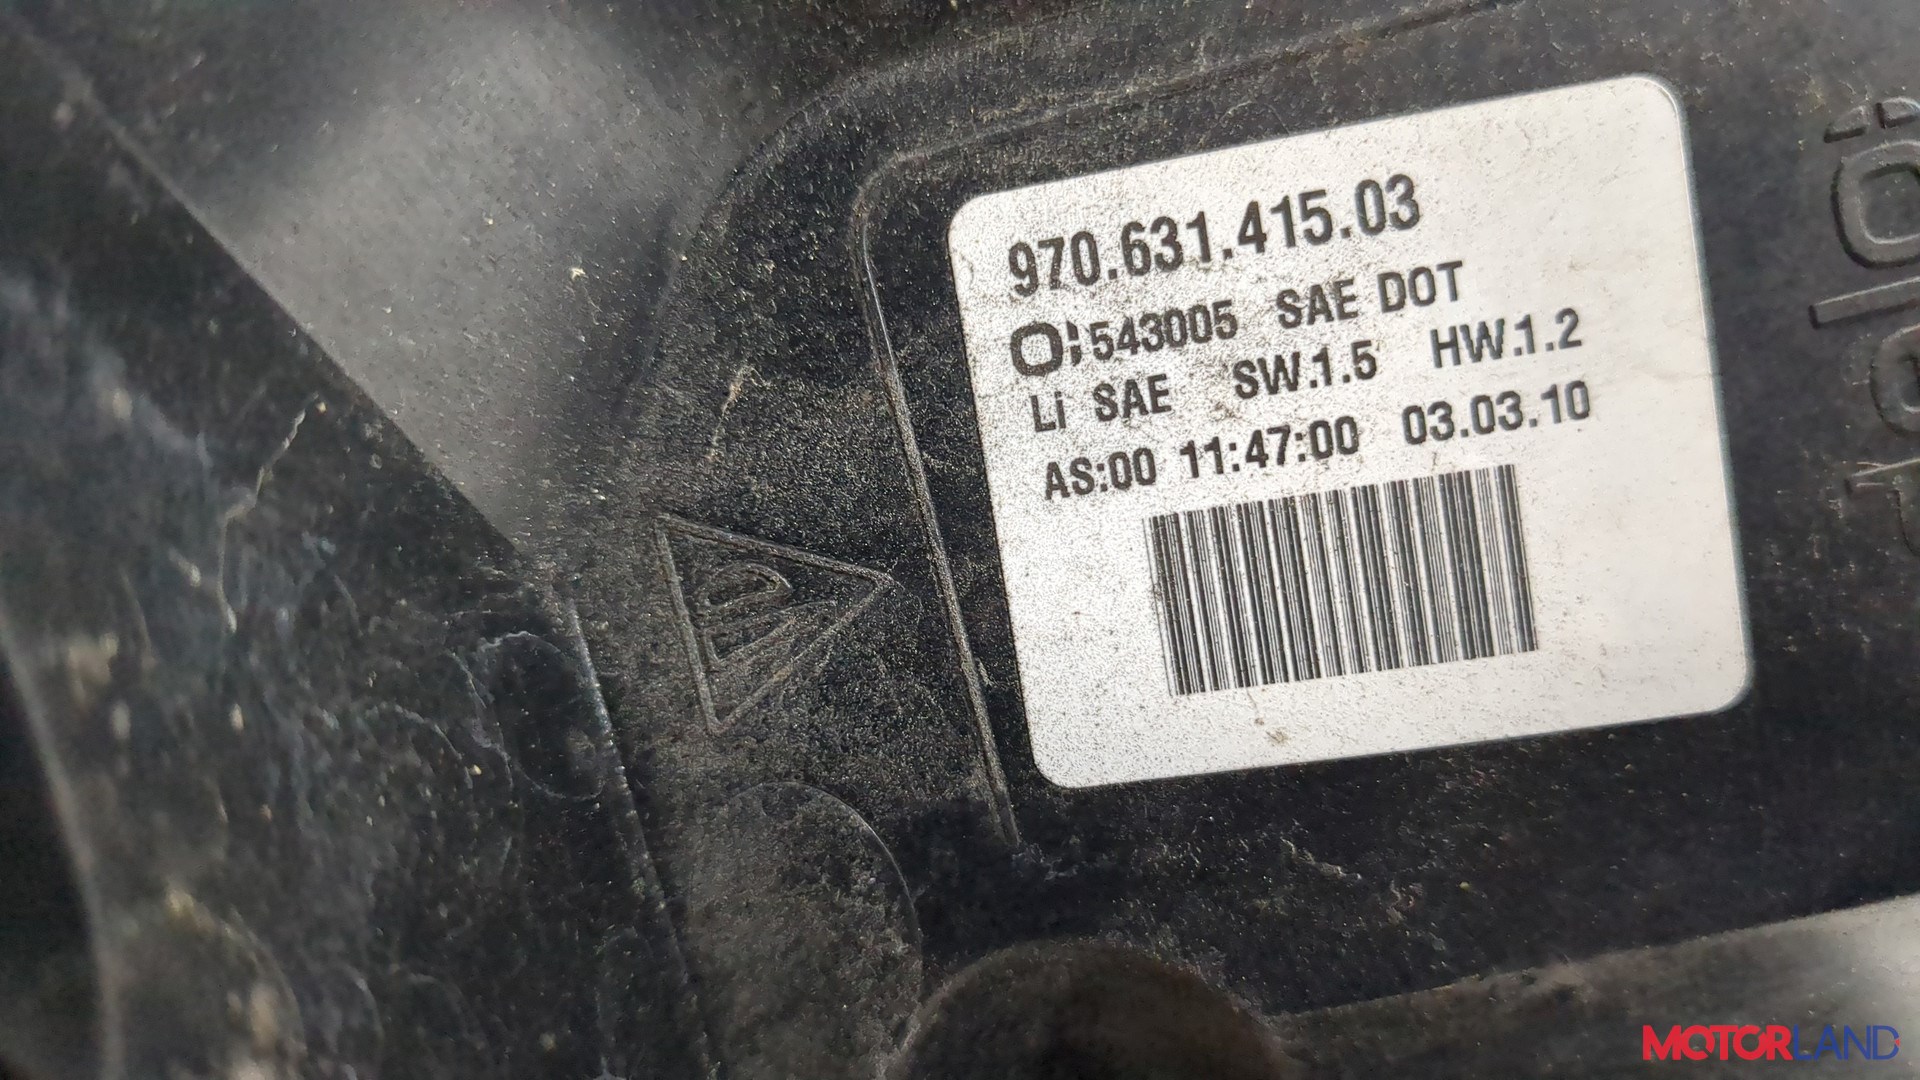 970.631.415.03
543005 SAE DOT
Li SAE SW.1.5 HW.1.2
AS:00 11:47:00 03.03.10
MOTORLAND